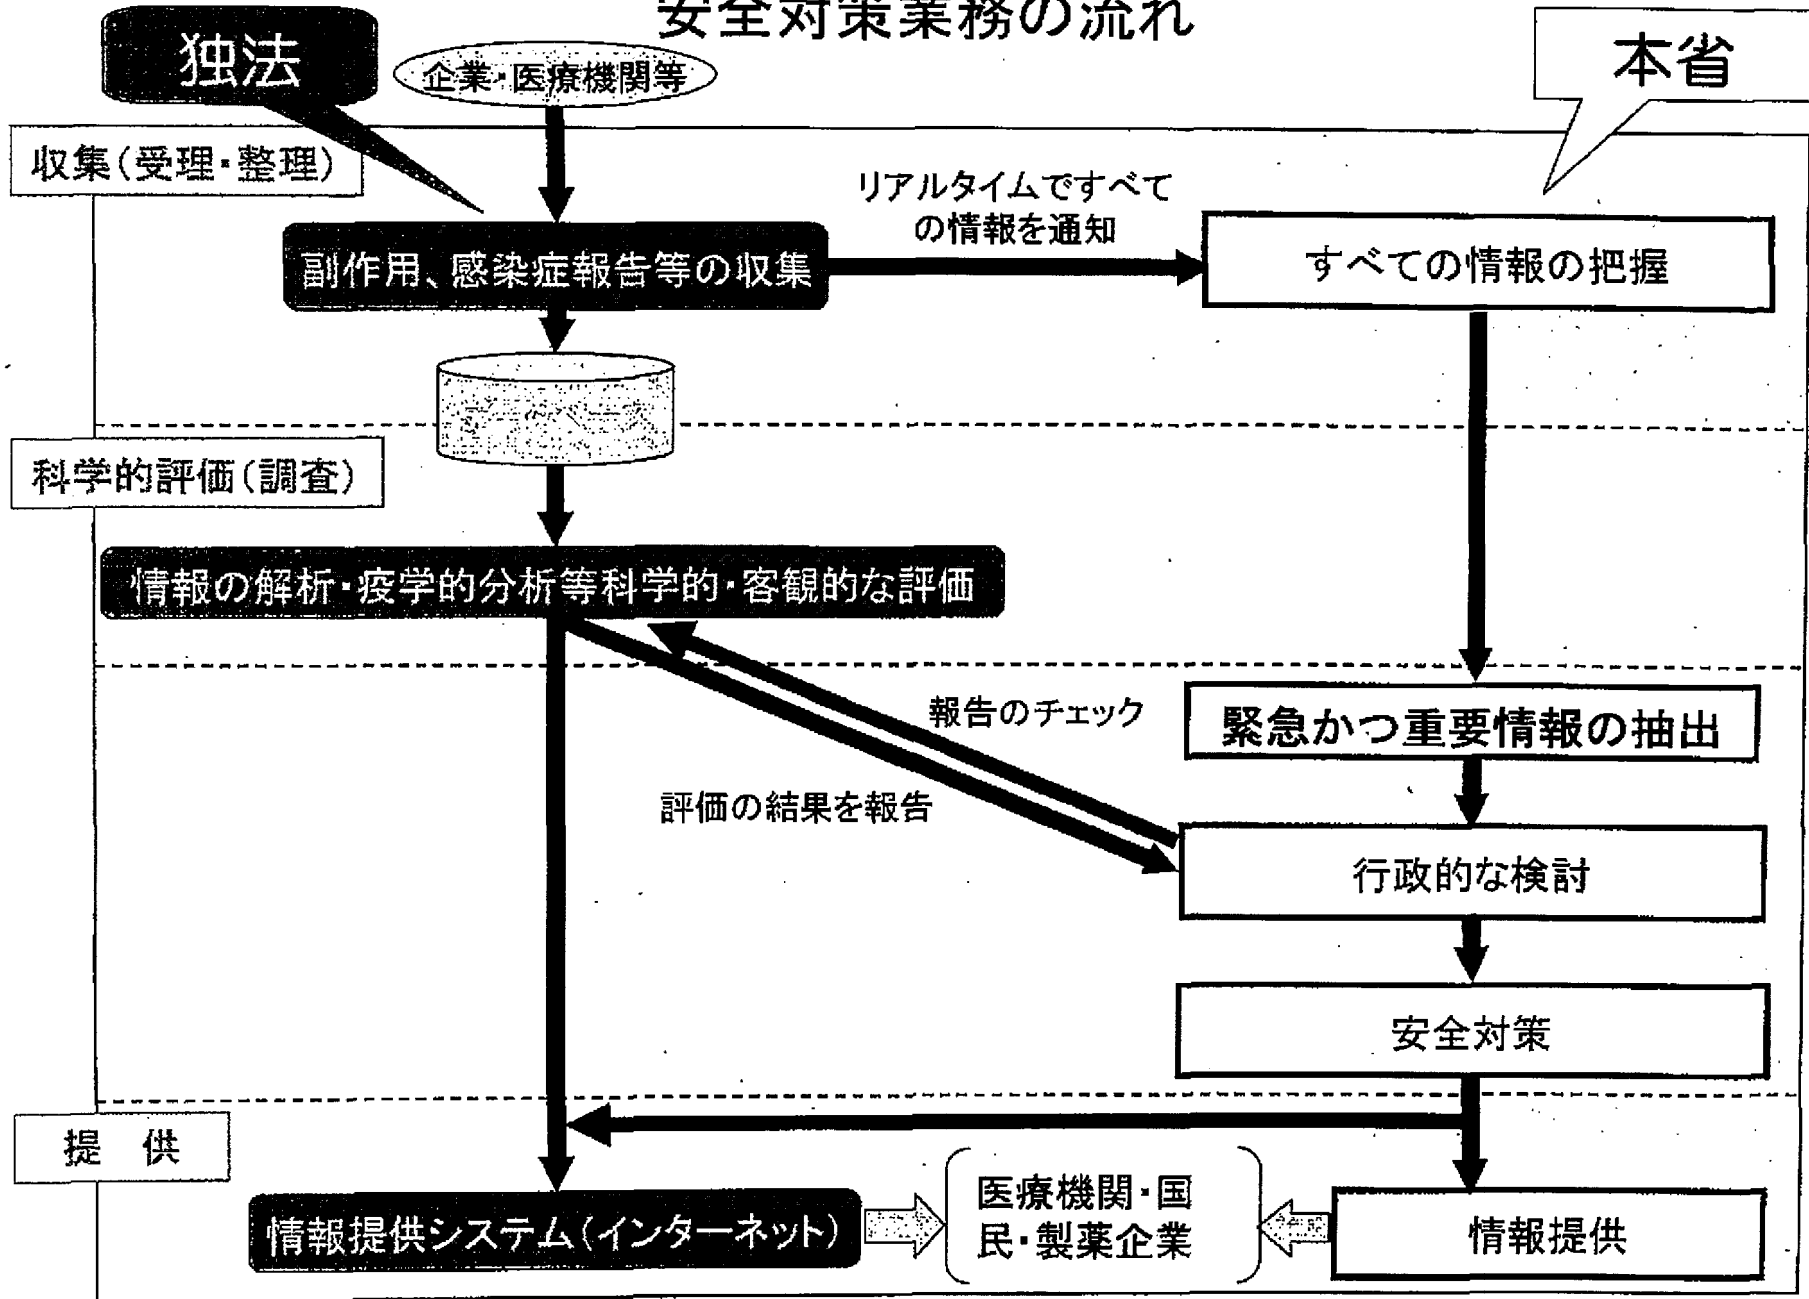 安全対策業務の流れ
独法
企業・医療機関等
本省
収集(受理・整理)
リアルタイムですべて
の情報を通知
副作用、感染症報告等の収集
すべての情報の把握
データベース
科学的評価(調査)
情報の解析・疫学的分析等科学的・客観的な評価
報告のチェック
緊急かつ重要情報の抽出
評価の結果を報告
行政的な検討
安全対策
提 供
情報提供システム(インターネット)
医療機関・国
民・製薬企業
情報提供